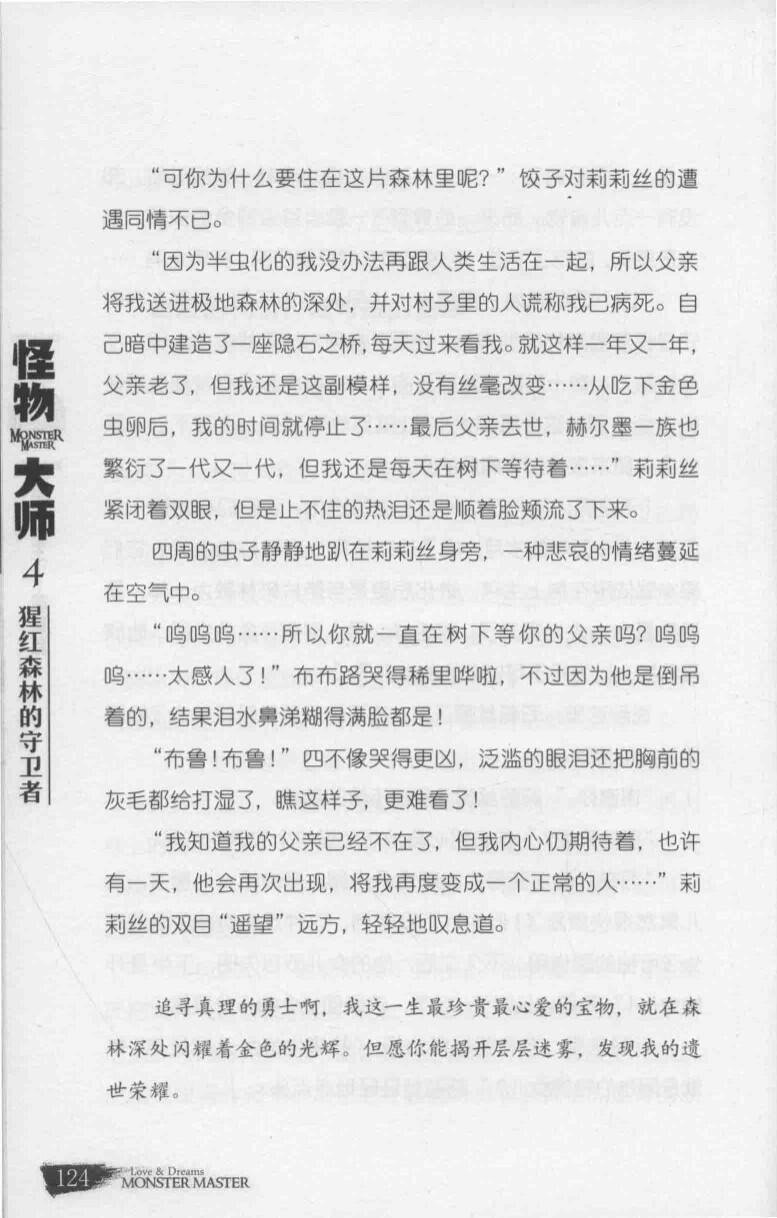 “可你为什么要住在这片森林里呢？”饺子对莉莉丝的遭
遇同情不已。
“因为半虫化的我没办法再跟人类生活在一起，所以父亲
将我送进极地森林的深处，并对村子里的人谎称我已病死。自
己暗中建造了一座隐石之桥，每天过来看我。就这样一年又一年，
父亲老了，但我还是这副模样，没有丝毫改变……从吃下金色
虫卵后，我的时间就停止了……最后父亲去世，赫尔墨一族也
繁衍了一代又一代，但我还是每天在树下等待着……”莉莉丝
紧闭着双眼，但是止不住的热泪还是顺着脸颊流了下来。
四周的虫子静静地趴在莉莉丝身旁，一种悲哀的情绪蔓延
在空气中。
“呜呜呜……所以你就一直在树下等你的父亲吗？呜呜
呜……太感人了！”布布路哭得稀里哗啦，不过因为他是倒吊
着的，结果泪水鼻涕糊得满脸都是！
“布鲁！布鲁！”四不像哭得更凶，泛滥的眼泪还把胸前的
灰毛都给打湿了，瞧这样子，更难看了！
“我知道我的父亲已经不在了，但我内心仍期待着，也许
有一天，他会再次出现，将我再度变成一个正常的人……”莉
莉丝的双目“遥望”远方，轻轻地叹息道。
追寻真理的勇士啊，我这一生最珍贵最心爱的宝物，就在森
林深处闪耀着金色的光辉。但愿你能揭开层层迷雾，发现我的遗
世荣耀。
怪物
MONSTER
MASTER
大师
4
猩红森林的守卫者
124
Love & Dreams
MONSTER MASTER